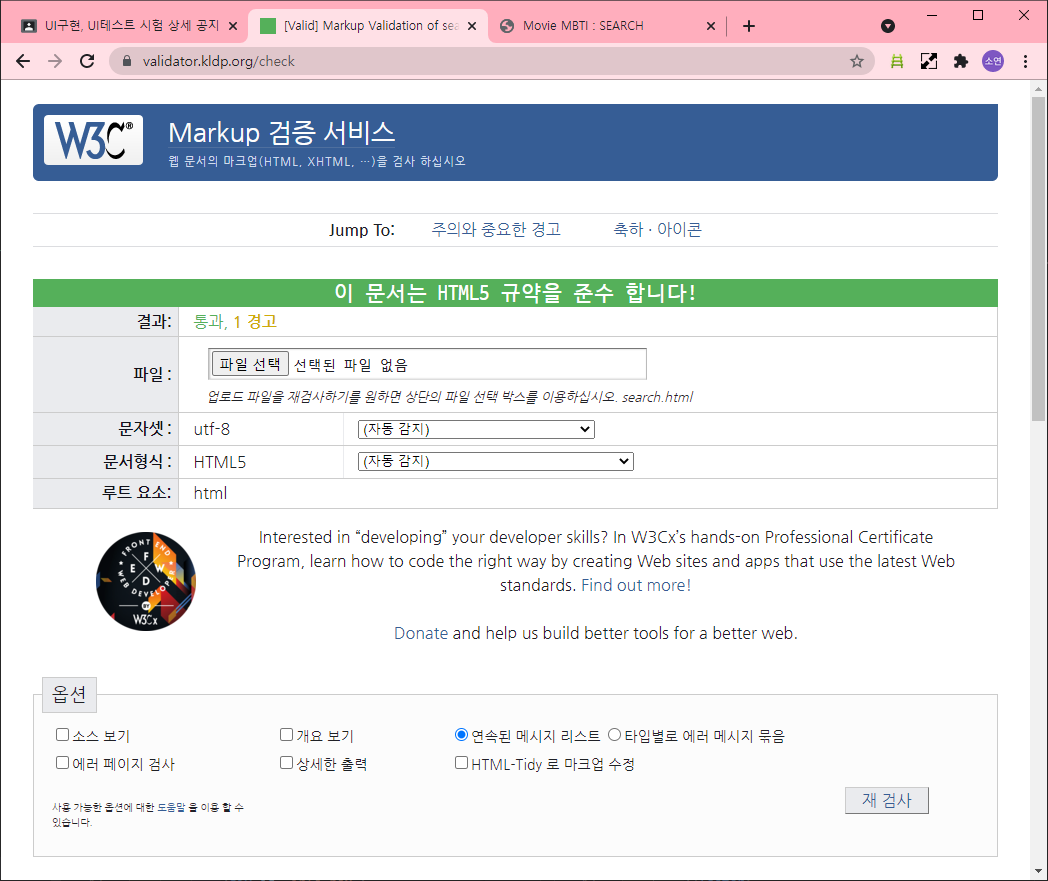 UI구현, UI테스트 시험 상세 공지
[Valid] Markup Validation of sea
Movie MBTI : SEARCH
validator.kldp.org/check
소연
W3C®
Markup 검증 서비스
웹 문서의 마크업(HTML, XHTML, …)을 검사 하십시오
Jump To: 주의와 중요한 경고 축하 · 아이콘
이 문서는 HTML5 규약을 준수 합니다!
결과: 통과, 1 경고
파일 : 파일 선택 선택된 파일 없음
업로드 파일을 재검사하기를 원하면 상단의 파일 선택 박스를 이용하십시오. search.html
문자셋 : utf-8 (자동 감지)
문서형식 : HTML5 (자동 감지)
루트 요소: html
FRONT END
WEB DEVELOPER
F
E W
D
BY
W3Cx
Interested in “developing” your developer skills? In W3Cx’s hands-on Professional Certificate
Program, learn how to code the right way by creating Web sites and apps that use the latest Web
standards. Find out more!
Donate and help us build better tools for a better web.
옵션
소스 보기 개요 보기 연속된 메시지 리스트 타입별로 에러 메시지 묶음
에러 페이지 검사 상세한 출력 HTML-Tidy 로 마크업 수정
사용 가능한 옵션에 대한 도움말 을 이용 할 수
있습니다.
재 검사